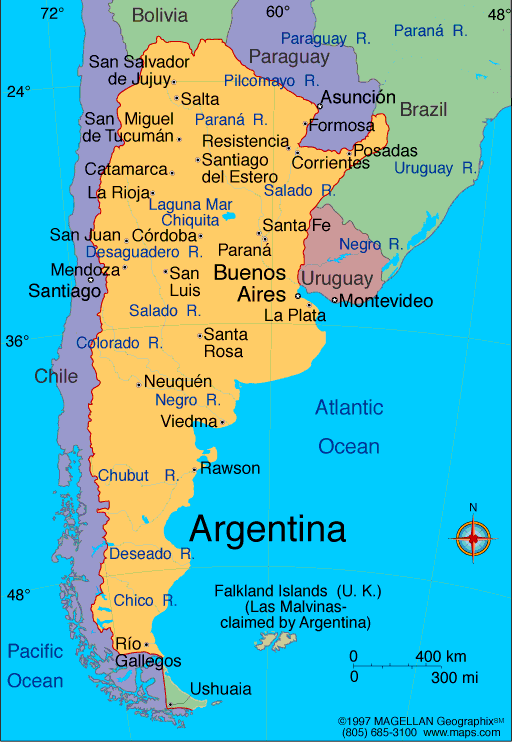 72°
60°
48°
Bolivia
Paraguay R.
Paraná R.
Paraguay
San Salvador
de Jujuy
Pilcomayo R.
24°
Salta
Asunción
Brazil
San Miguel
de Tucumán
Paraná R.
Formosa
Resistencia
Posadas
Corrientes
Santiago
del Estero
Catamarca
Uruguay R.
La Rioja
Salado R.
Laguna Mar
Chiquita
San Juan
Córdoba
Santa Fe
Paraná
Negro R.
Desaguadero R.
Mendoza
San
Luis
Buenos
Aires
Uruguay
Santiago
Montevideo
Salado R.
La Plata
36°
Colorado R.
Santa
Rosa
Chile
Neuquén
Negro R.
Atlantic
Ocean
Viedma
Chubut R.
Rawson
Argentina
N
Deseado R.
48°
Chico R.
Falkland Islands (U. K.)
(Las Malvinas-
claimed by Argentina)
Pacific
Ocean
Río
Gallegos
0 400 km
0 300 mi
Ushuaia
©1997 MAGELLAN Geographix℠
(805) 685-3100 www.maps.com